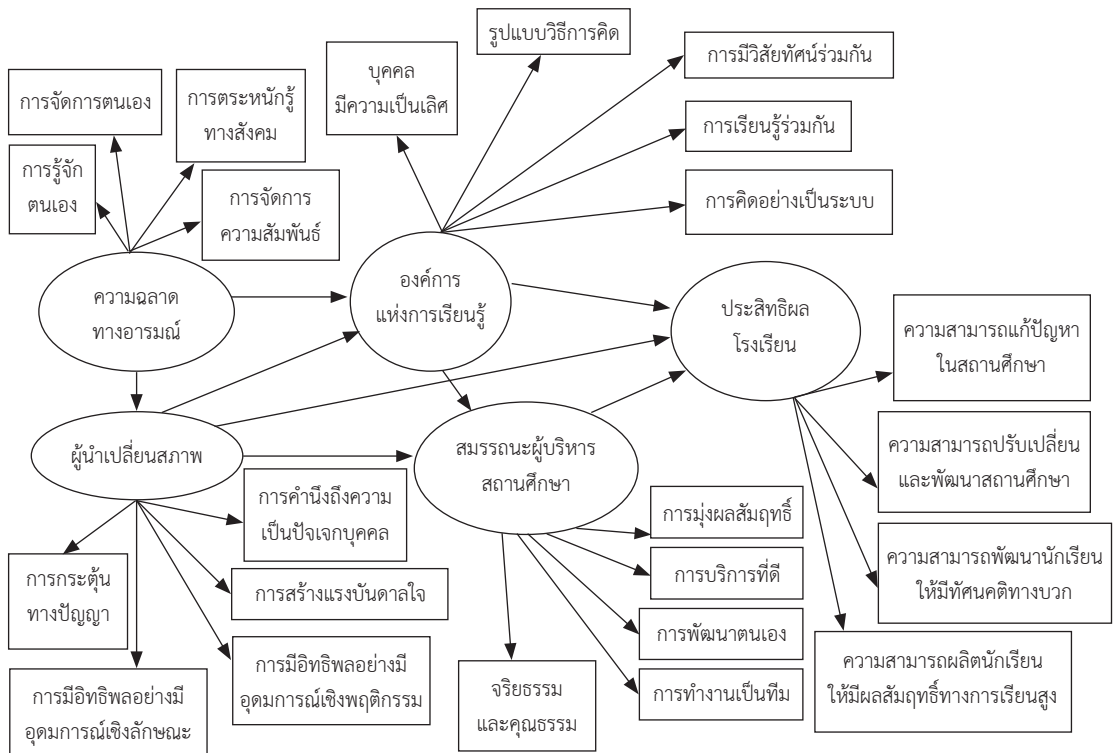 รูปแบบวิธีการคิด
บุคคล
มีความเป็นเลิศ
การมีวิสัยทัศน์ร่วมกัน
การจัดการตนเอง
การตระหนักรู้
ทางสังคม
การเรียนรู้ร่วมกัน
การรู้จัก
ตนเอง
การจัดการ
ความสัมพันธ์
การคิดอย่างเป็นระบบ
ความฉลาด
ทางอารมณ์
องค์การ
แห่งการเรียนรู้
ประสิทธิผล
โรงเรียน
ความสามารถแก้ปัญหา
ในสถานศึกษา
ผู้นำเปลี่ยนสภาพ
สมรรถนะผู้บริหาร
สถานศึกษา
ความสามารถปรับเปลี่ยน
และพัฒนาสถานศึกษา
การคำนึงถึงความ
เป็นปัจเจกบุคคล
การมุ่งผลสัมฤทธิ์
การกระตุ้น
ทางปัญญา
การสร้างแรงบันดาลใจ
การบริการที่ดี
ความสามารถพัฒนานักเรียน
ให้มีทัศนคติทางบวก
การพัฒนาตนเอง
การมีอิทธิพลอย่างมี
อุดมการณ์เชิงลักษณะ
การมีอิทธิพลอย่างมี
อุดมการณ์เชิงพฤติกรรม
จริยธรรม
และคุณธรรม
การทำงานเป็นทีม
ความสามารถผลิตนักเรียน
ให้มีผลสัมฤทธิ์ทางการเรียนสูง